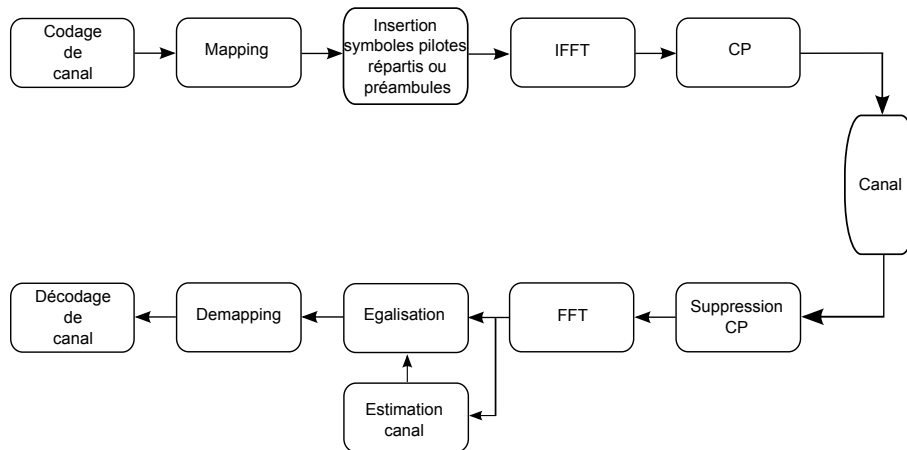 Codage
de
canal
Mapping
Insertion
symboles pilotes
répartis ou
préambules
IFFT
CP
Canal
Décodage
de
canal
Demapping
Egalisation
FFT
Suppression
CP
Estimation
canal